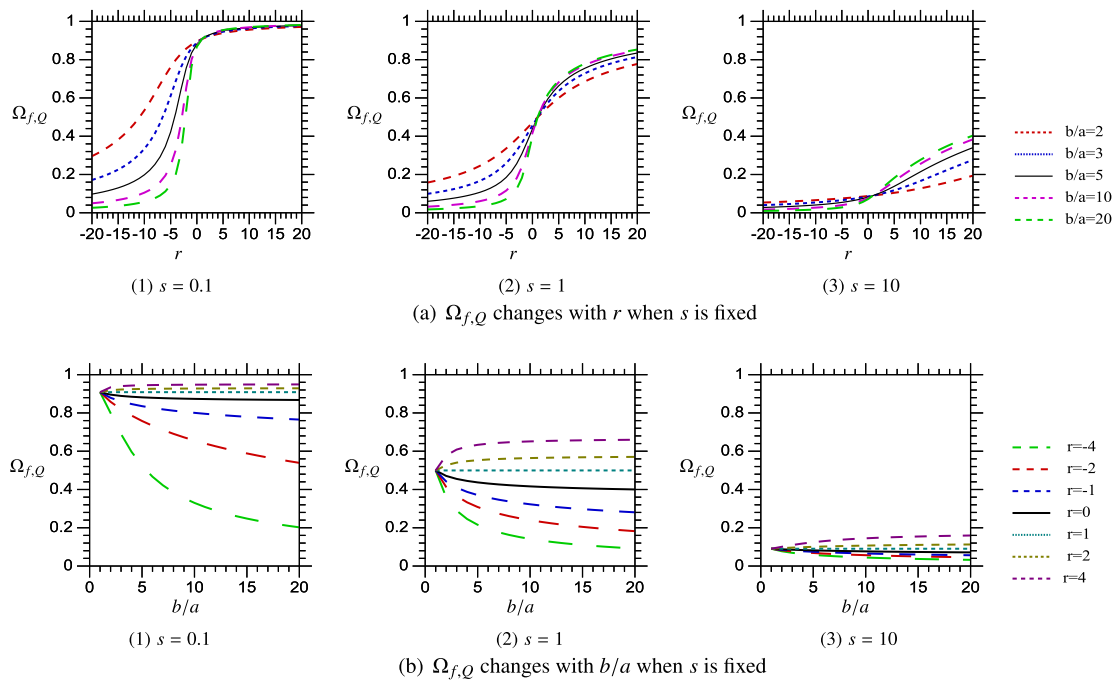 1
0.8
0.6
0.4
0.2
0
Ω_{f,Q}
-20 -15 -10 -5 0 5 10 15 20
r
(1) s = 0.1
1
0.8
0.6
0.4
0.2
0
Ω_{f,Q}
-20 -15 -10 -5 0 5 10 15 20
r
(2) s = 1
1
0.8
0.6
0.4
0.2
0
Ω_{f,Q}
-20 -15 -10 -5 0 5 10 15 20
r
(3) s = 10
b/a=2
b/a=3
b/a=5
b/a=10
b/a=20
(a) Ω_{f,Q} changes with r when s is fixed
1
0.8
0.6
0.4
0.2
0
Ω_{f,Q}
0 5 10 15 20
b/a
(1) s = 0.1
1
0.8
0.6
0.4
0.2
0
Ω_{f,Q}
0 5 10 15 20
b/a
(2) s = 1
1
0.8
0.6
0.4
0.2
0
Ω_{f,Q}
0 5 10 15 20
b/a
(3) s = 10
r=-4
r=-2
r=-1
r=0
r=1
r=2
r=4
(b) Ω_{f,Q} changes with b/a when s is fixed